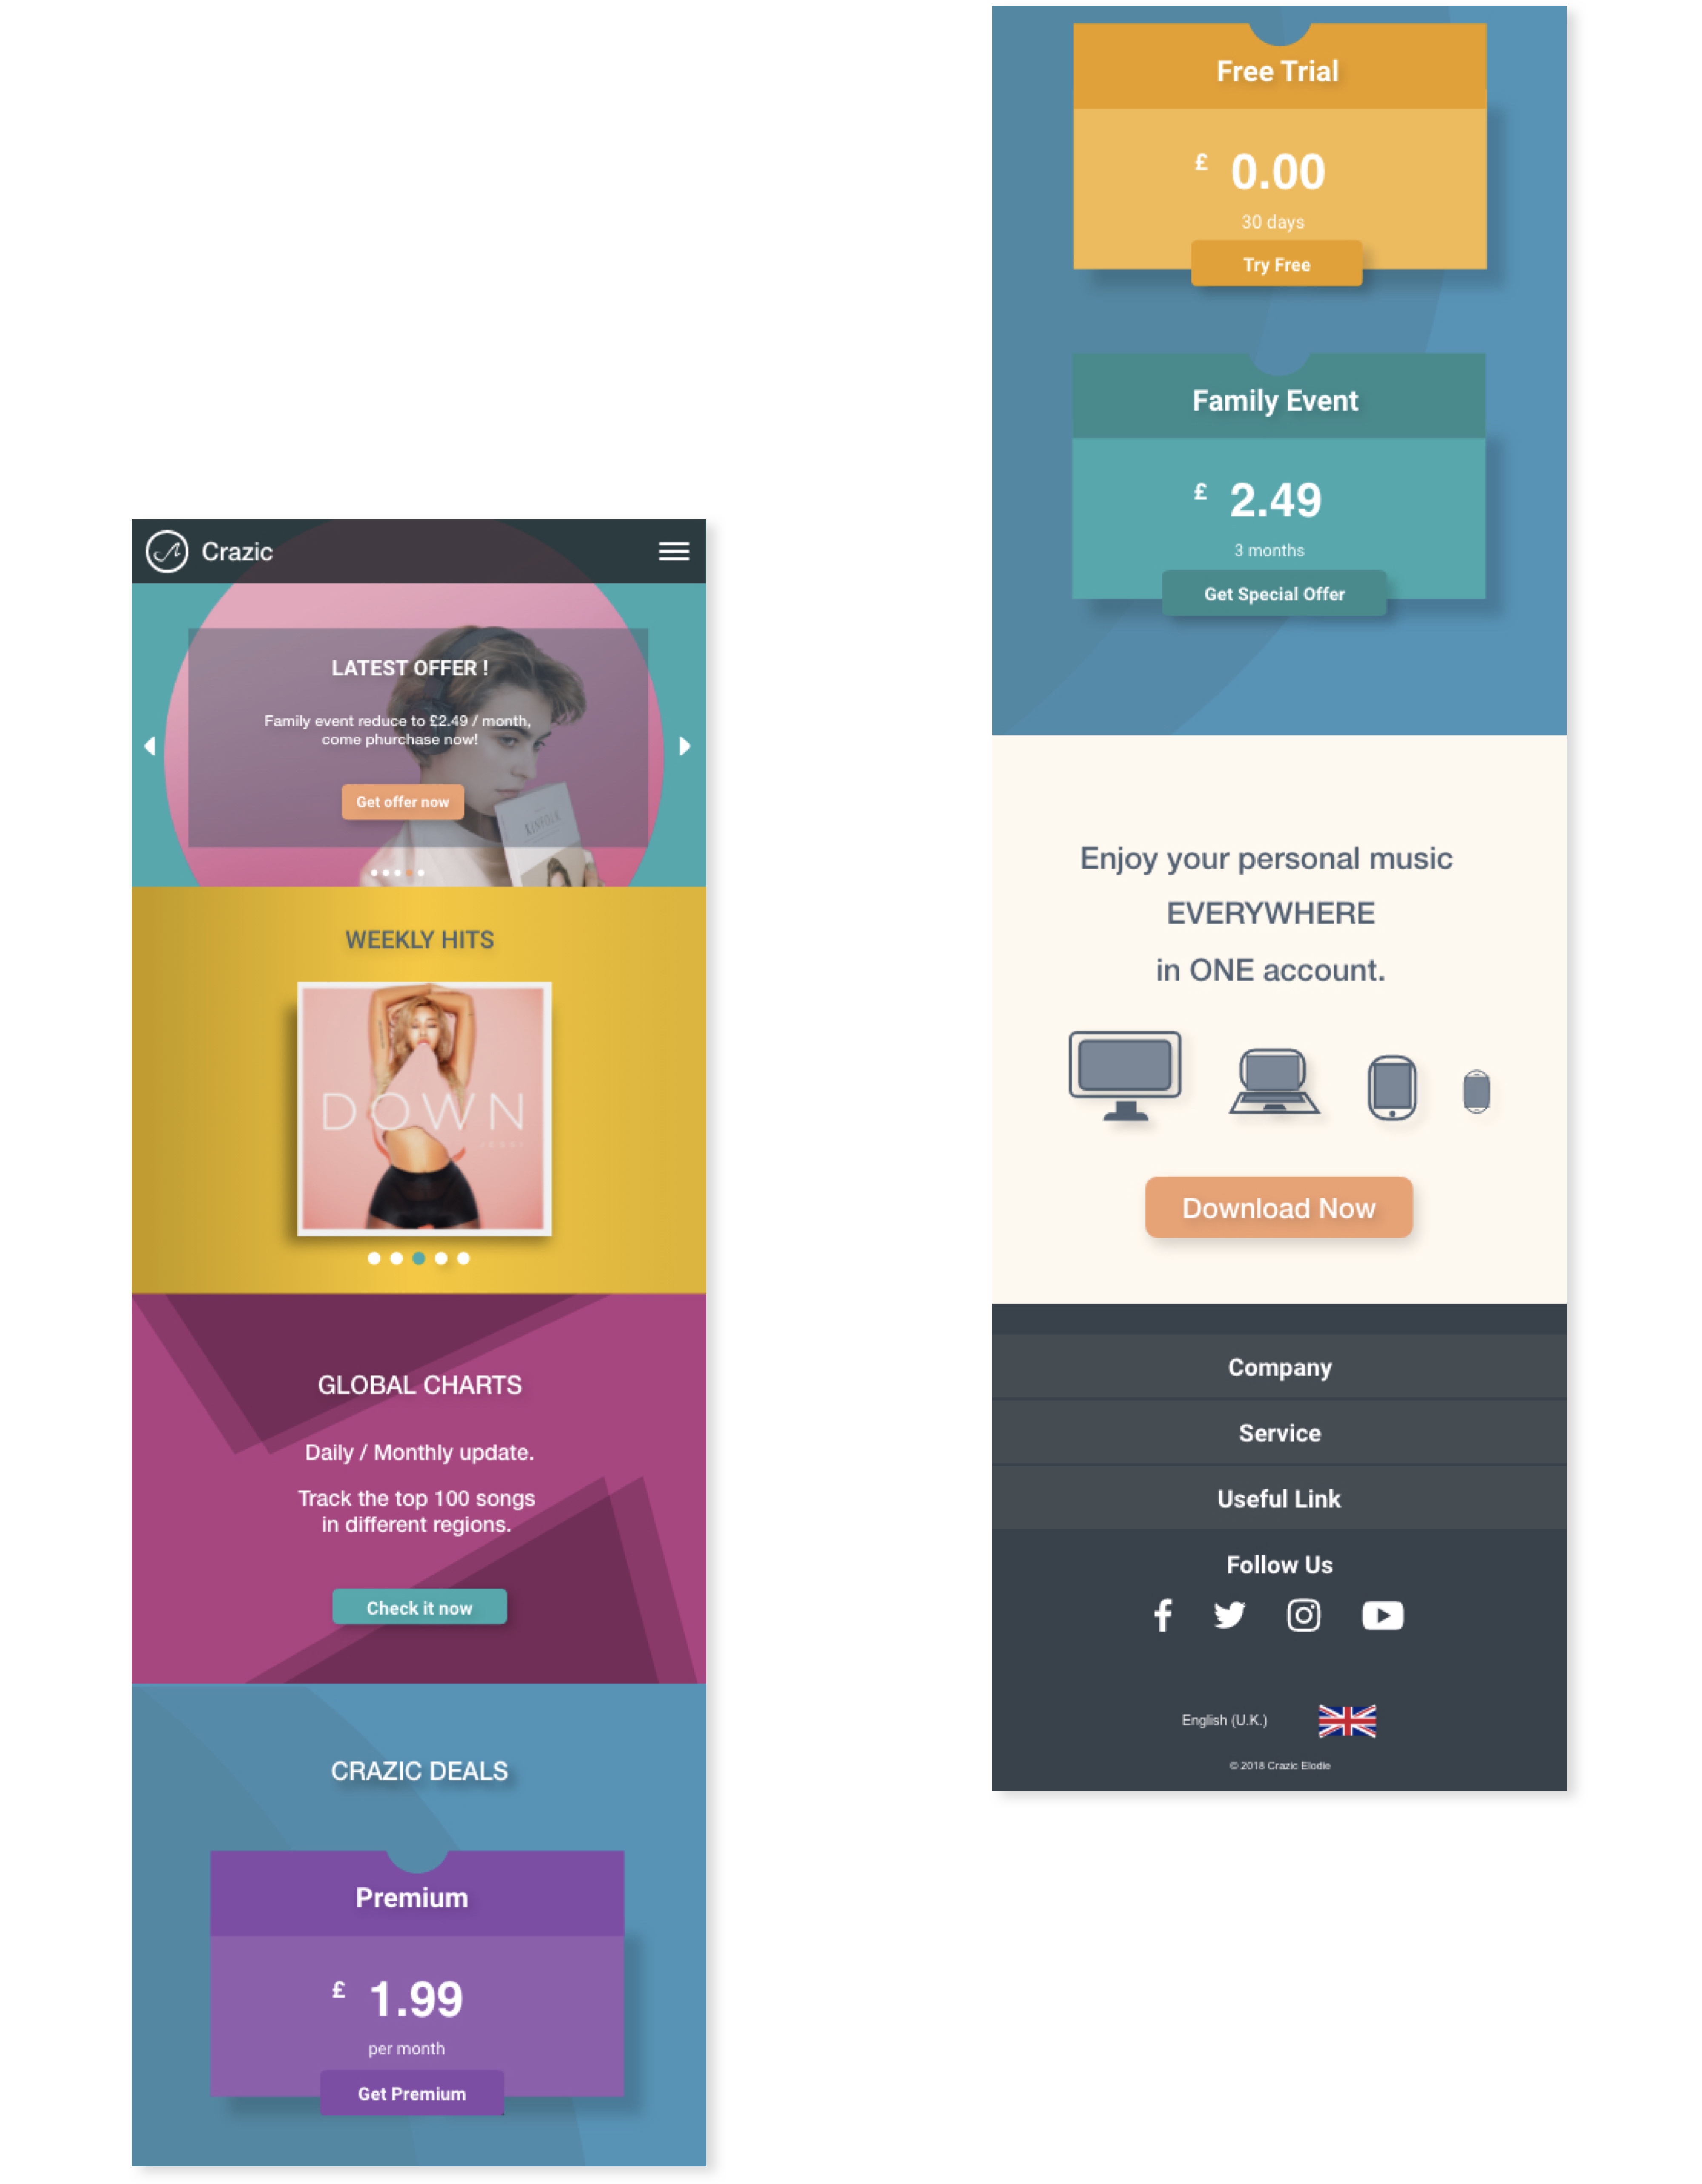 Crazic
LATEST OFFER !
Family event reduce to £2.49 / month,
come phurchase now!
Get offer now
KINFOLK
WEEKLY HITS
DOWN
GLOBAL CHARTS
Daily / Monthly update.
Track the top 100 songs
in different regions.
Check it now
CRAZIC DEALS
Premium
£ 1.99
per month
Get Premium
Free Trial
£ 0.00
30 days
Try Free
Family Event
£ 2.49
3 months
Get Special Offer
Enjoy your personal music
EVERYWHERE
in ONE account.
Download Now
Company
Service
Useful Link
Follow Us
English (U.K.)
© 2018 Crazic Elodie